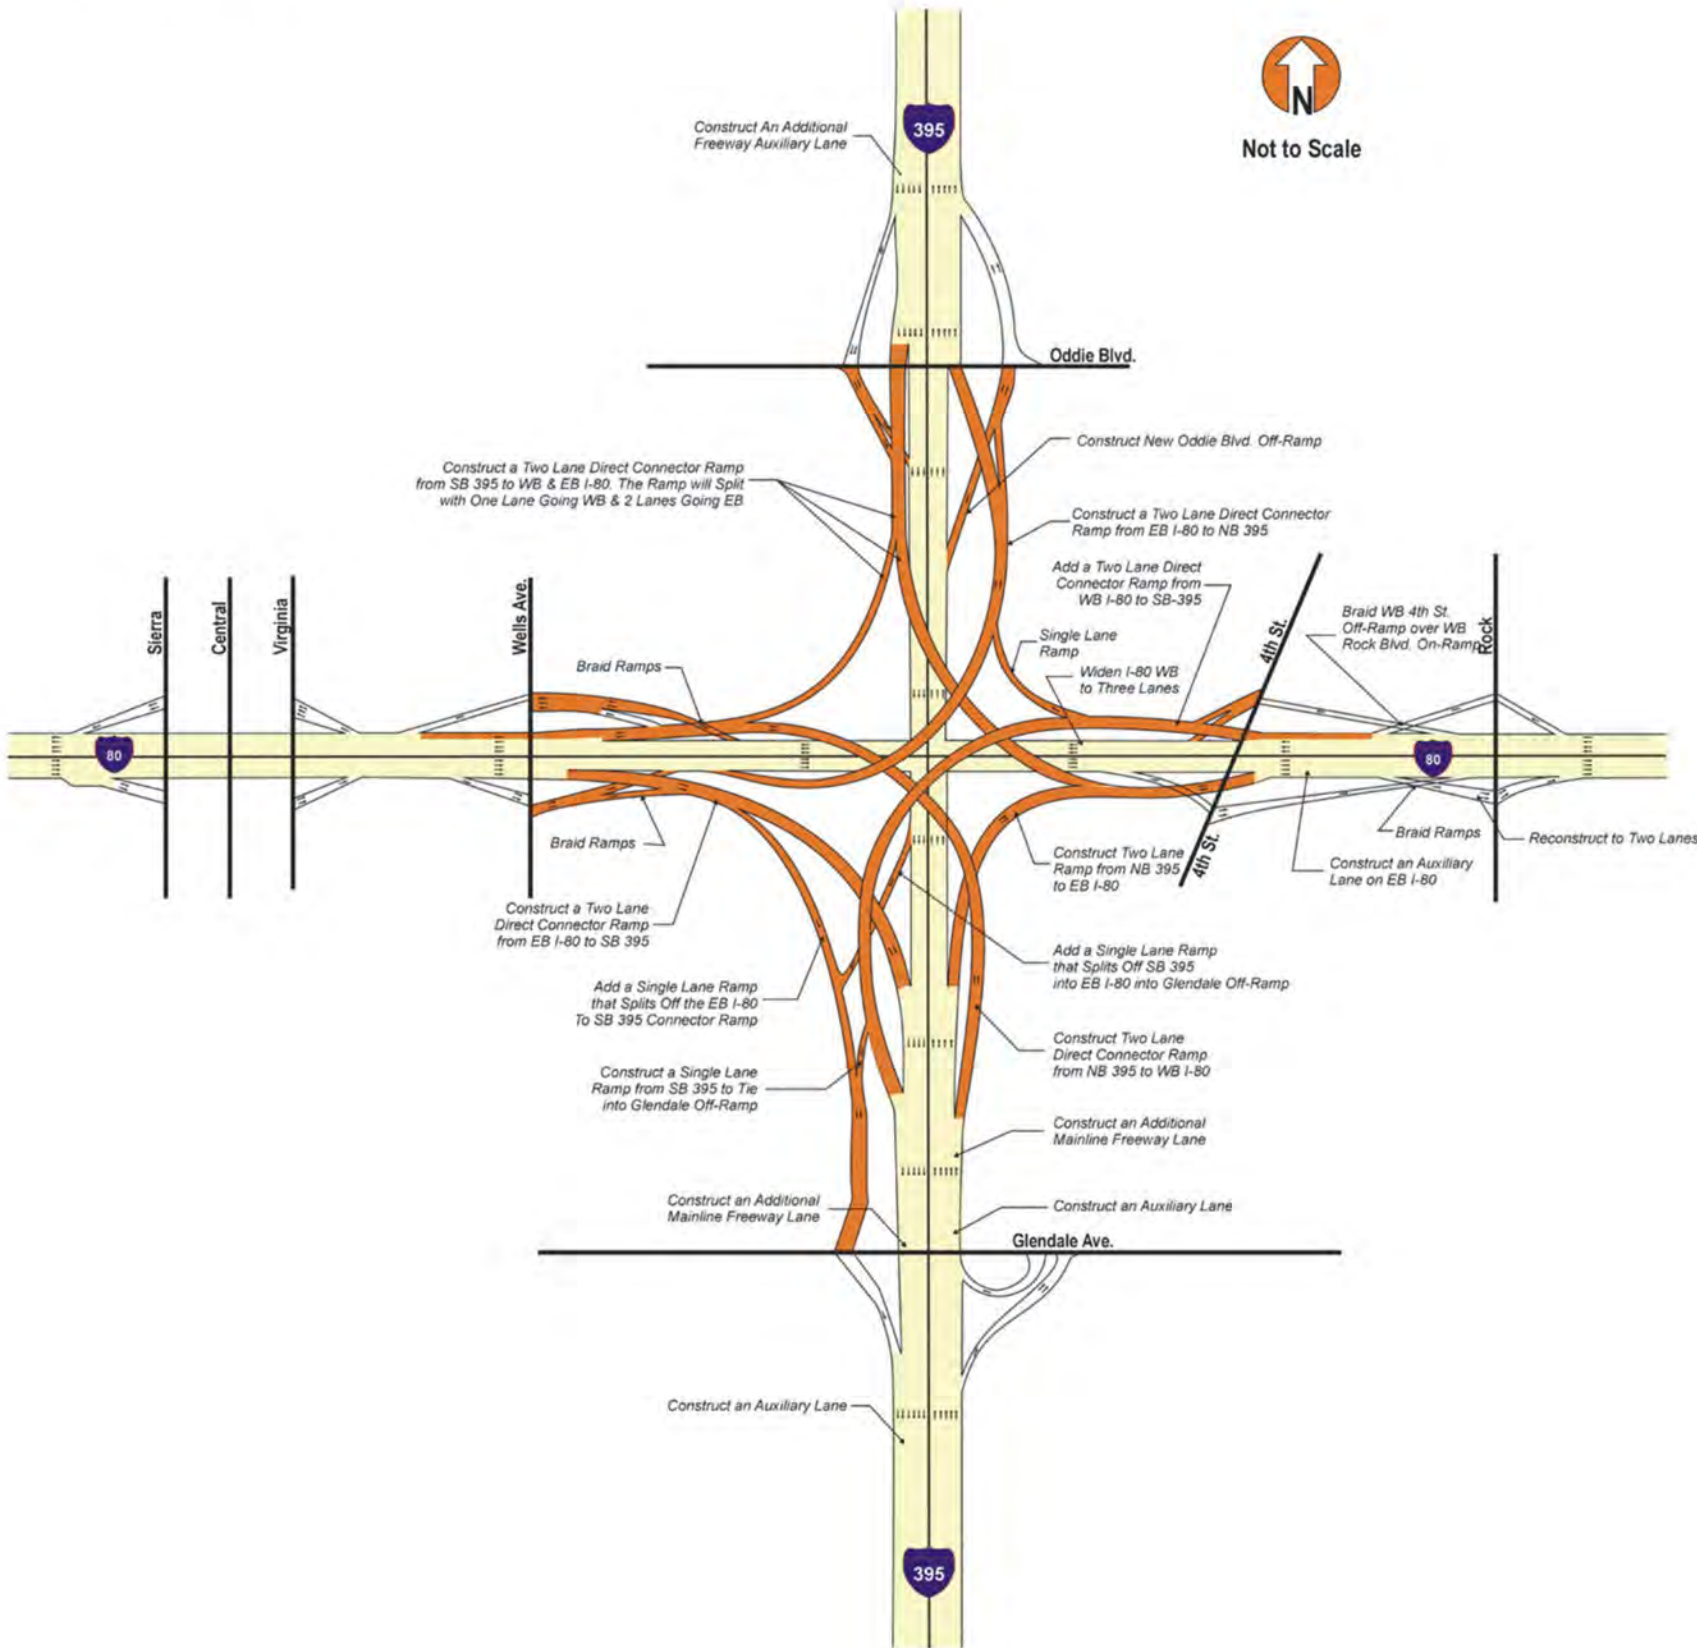 N
Not to Scale
395
Construct An Additional
Freeway Auxiliary Lane
Oddie Blvd.
Construct New Oddie Blvd. Off-Ramp
Construct a Two Lane Direct Connector Ramp
from SB 395 to WB & EB I-80. The Ramp will Split
with One Lane Going WB & 2 Lanes Going EB
Construct a Two Lane Direct Connector
Ramp from EB I-80 to NB 395
Add a Two Lane Direct
Connector Ramp from
WB I-80 to SB-395
Braid WB 4th St.
Off-Ramp over WB
Rock Blvd. On-Ramp
Single Lane
Ramp
Widen I-80 WB
to Three Lanes
Sierra
Central
Virginia
Wells Ave.
Braid Ramps
4th St.
Rock
80
80
4th St.
Braid Ramps
Braid Ramps
Reconstruct to Two Lanes
Construct Two Lane
Ramp from NB 395
to EB I-80
Construct an Auxiliary
Lane on EB I-80
Construct a Two Lane
Direct Connector Ramp
from EB I-80 to SB 395
Add a Single Lane Ramp
that Splits Off SB 395
into EB I-80 into Glendale Off-Ramp
Add a Single Lane Ramp
that Splits Off the EB I-80
To SB 395 Connector Ramp
Construct Two Lane
Direct Connector Ramp
from NB 395 to WB I-80
Construct a Single Lane
Ramp from SB 395 to Tie
into Glendale Off-Ramp
Construct an Additional
Mainline Freeway Lane
Construct an Additional
Mainline Freeway Lane
Construct an Auxiliary Lane
Glendale Ave.
Construct an Auxiliary Lane
395